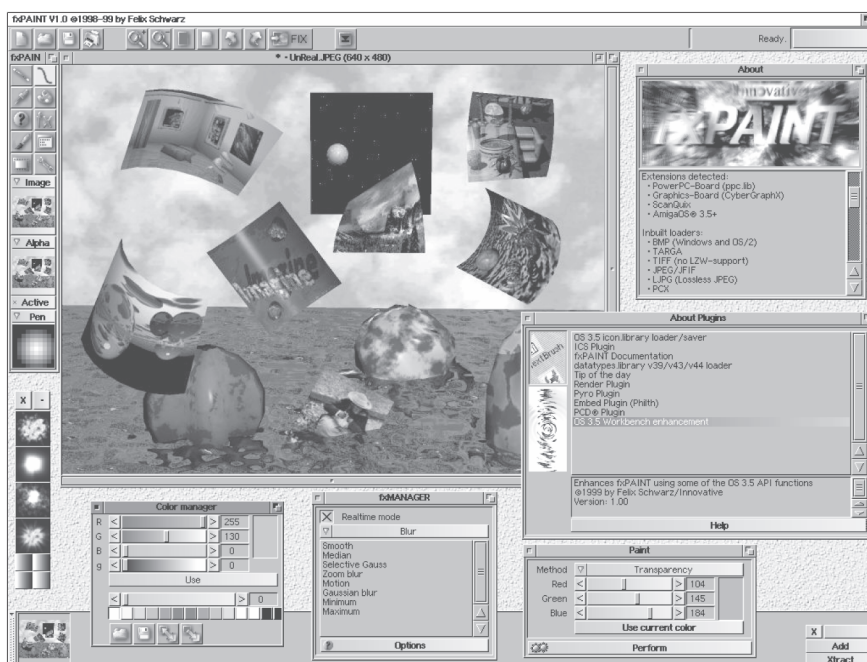 fxPAINT V1.0 ©1998-99 by Felix Schwarz
FIX
Ready.
fxPAIN
* - UnReal.JPEG (640 x 480)
Image
Alpha
Active
Pen
X -
Imagine
About
Innovative
fxPAINT
Extensions detected:
• PowerPC-Board (ppc.lib)
• Graphics-Board (CyberGraphX)
• ScanQuix
• AmigaOS® 3.5+
Inbuilt loaders:
• BMP (Windows and OS/2)
• TARGA
• TIFF (no LZW-support)
• JPEG/JFIF
• LJPG (Lossless JPEG)
• PCX
About Plugins
OS 3.5 icon.library loader/saver
ICS Plugin
fxPAINT Documentation
datatypes.library v39/v43/v44 loader
Tip of the day
Render Plugin
Pyro Plugin
Embed Plugin (Philth)
PCD® Plugin
OS 3.5 Workbench enhancement
Enhances fxPAINT using some of the OS 3.5 API functions
©1999 by Felix Schwarz/Innovative
Version: 1.00
Help
Color manager
R < > 255
G < > 130
B < > 0
g < > 0
Use
< > 0
fxMANAGER
X Realtime mode
Blur
Smooth
Median
Selective Gauss
Zoom blur
Motion
Gaussian blur
Minimum
Maximum
? Options
Paint
Method Transparency
Red < > 104
Green < > 145
Blue < > 184
Use current color
Perform
X
Add
Xtract